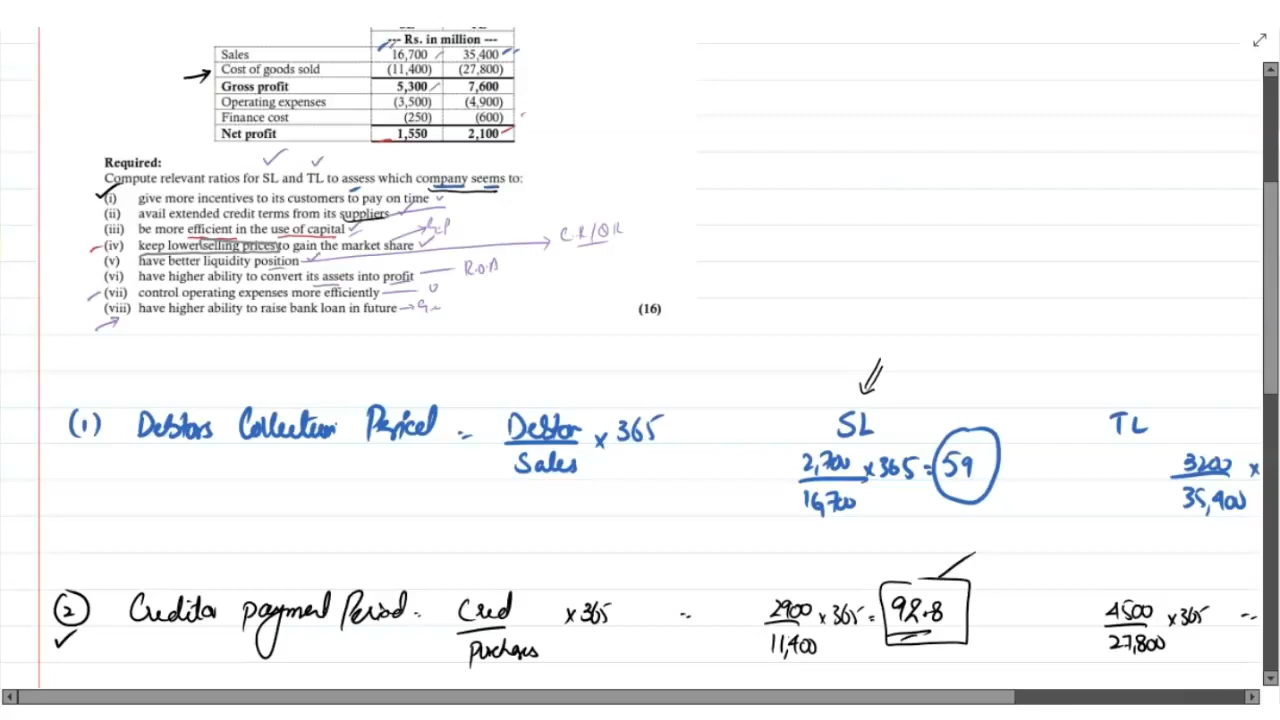 --- Rs. in million ---
Sales 16,700 35,400
Cost of goods sold (11,400) (27,800)
Gross profit 5,300 7,600
Operating expenses (3,500) (4,900)
Finance cost (250) (600)
Net profit 1,550 2,100
Required:
Compute relevant ratios for SL and TL to assess which company seems to:
(i) give more incentives to its customers to pay on time
(ii) avail extended credit terms from its suppliers
(iii) be more efficient in the use of capital
(iv) keep lower selling prices to gain the market share G.P C.R/QR
(v) have better liquidity position
(vi) have higher ability to convert its assets into profit R.O.A
(vii) control operating expenses more efficiently
(viii) have higher ability to raise bank loan in future
(16)
(1) Debtors Collection Period = Debtor × 365 SL TL
Sales 2,700 × 365 = 59 3200 ×
16,700 35,400
(2) Creditor payment Period = Cred × 365 = 2900 × 365 = 92.8 4500 × 365 =
purchases 11,400 27,800